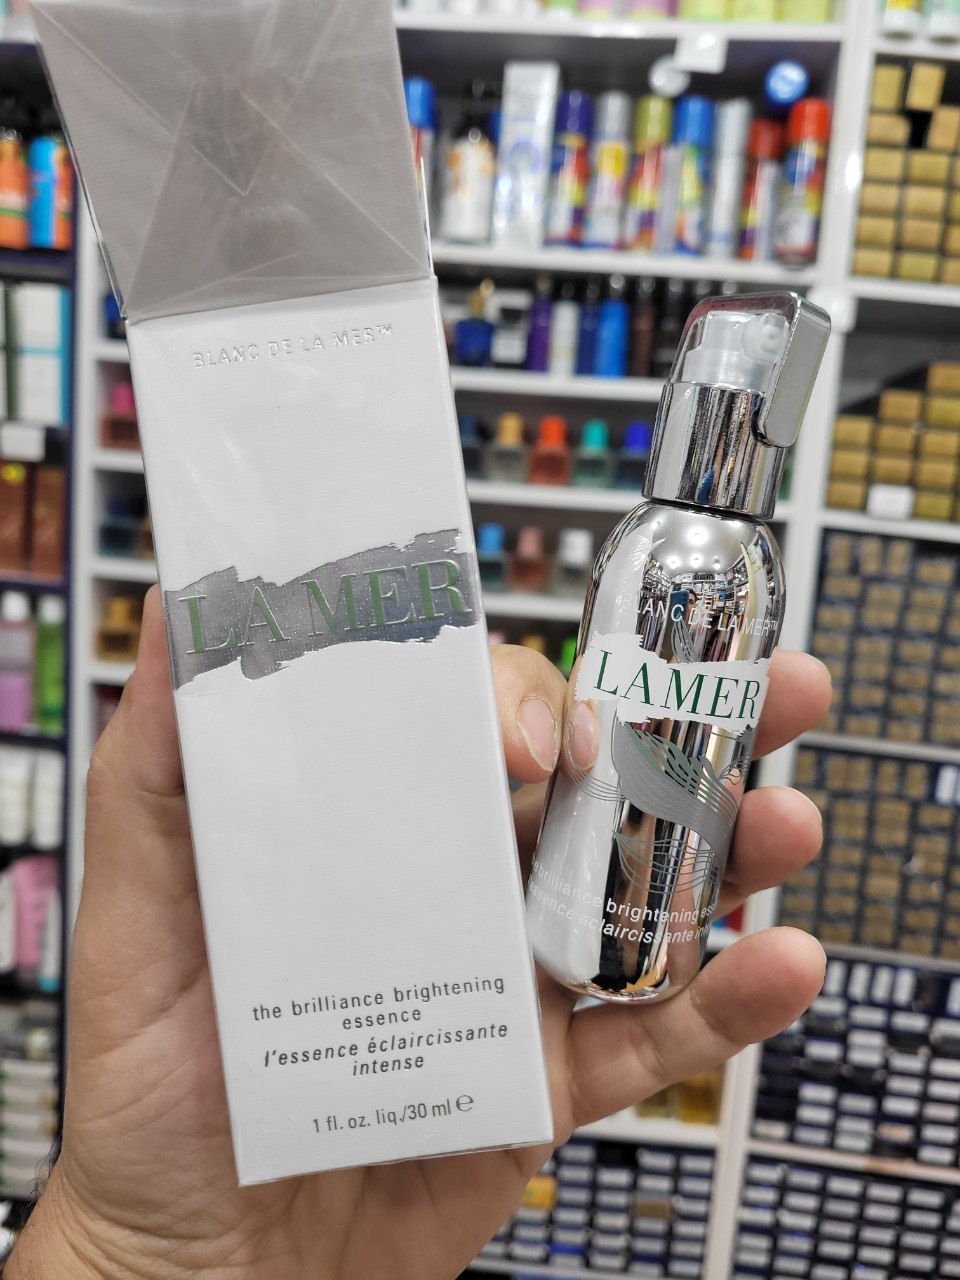 BLANC DE LA MER™
LA MER
the brilliance brightening
essence
l'essence éclaircissante
intense
1 fl. oz. liq./30 ml ℮
BLANC DE LA MER™
LA MER
brilliance brightening
essence éclaircissante